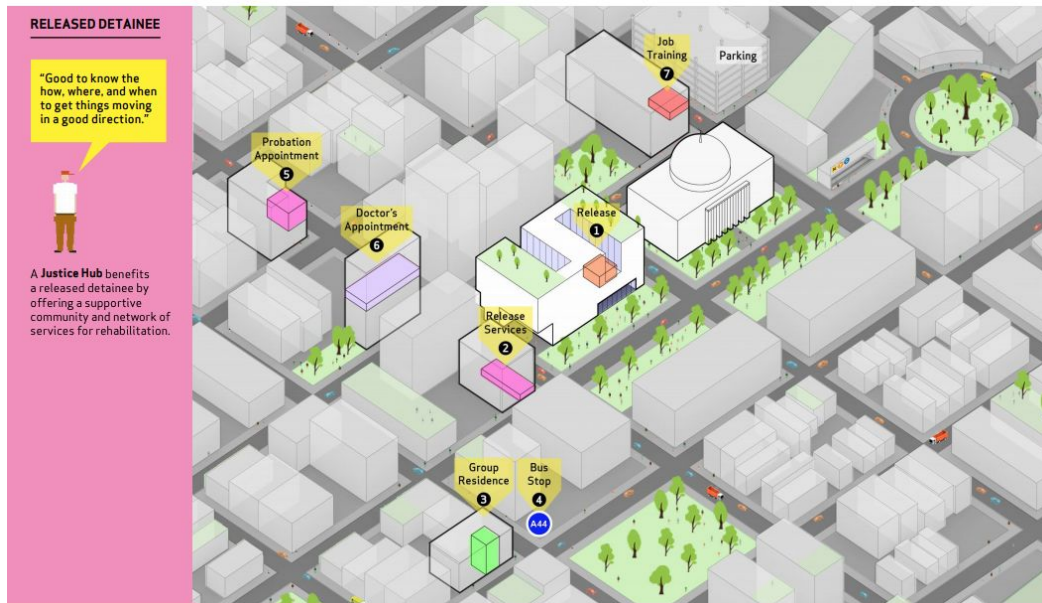 RELEASED DETAINEE
“Good to know the
how, where, and when
to get things moving
in a good direction.”
A Justice Hub benefits
a released detainee by
offering a supportive
community and network of
services for rehabilitation.
Job
Training
7
Parking
Probation
Appointment
5
Doctor's
Appointment
6
Release
1
Release
Services
2
Group
Residence
3
Bus
Stop
4
A44